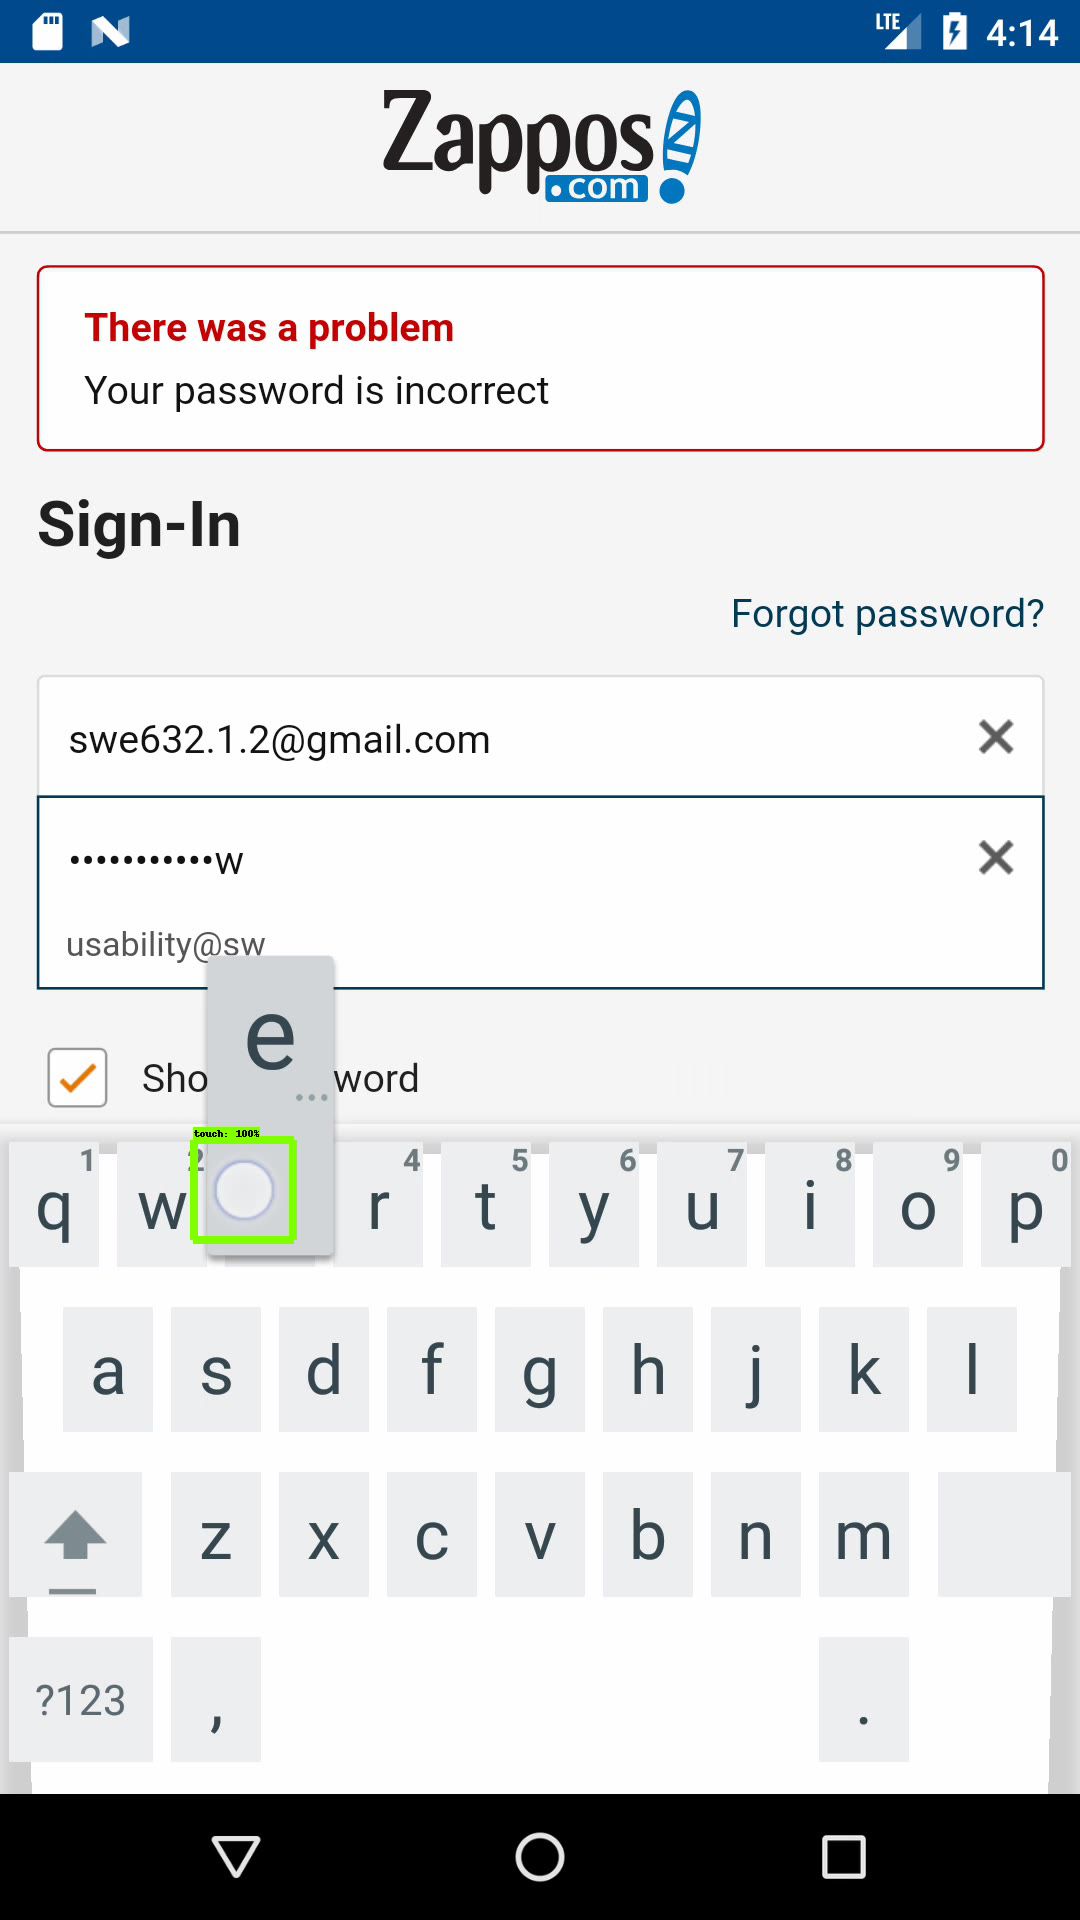 LTE 4:14
Zappos
.com
There was a problem
Your password is incorrect
Sign-In
Forgot password?
swe632.1.2@gmail.com
•••••••••••w
usability@sw
e
...
Sho word
touch: 100%
1 2 4 5 6 7 8 9 0
q w r t y u i o p
a s d f g h j k l
z x c v b n m
?123 , .